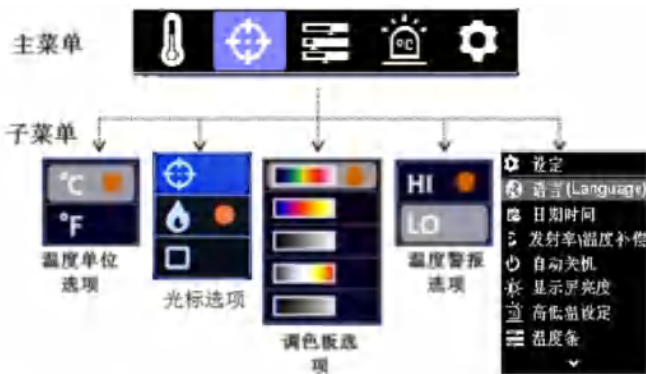 主菜单
°C
子菜单
°C
°F
温度单位
选项
光标选项
调色板选
项
HI
LO
温度警报
选项
设定
语言(Language)
日期时间
发射率\温度补偿
自动关机
显示屏亮度
高低温设定
温度条